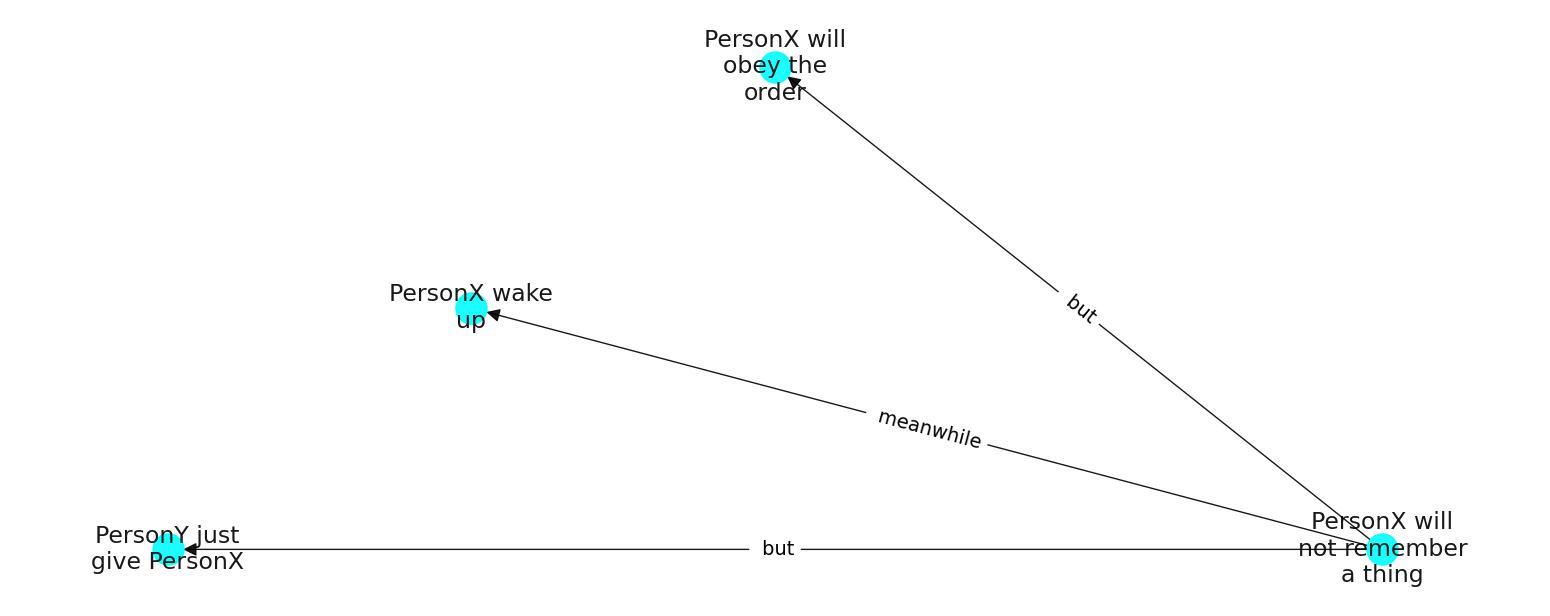 PersonX will
obey the
order
PersonX wake
up
but
meanwhile
PersonY just
give PersonX
but
PersonX will
not remember
a thing